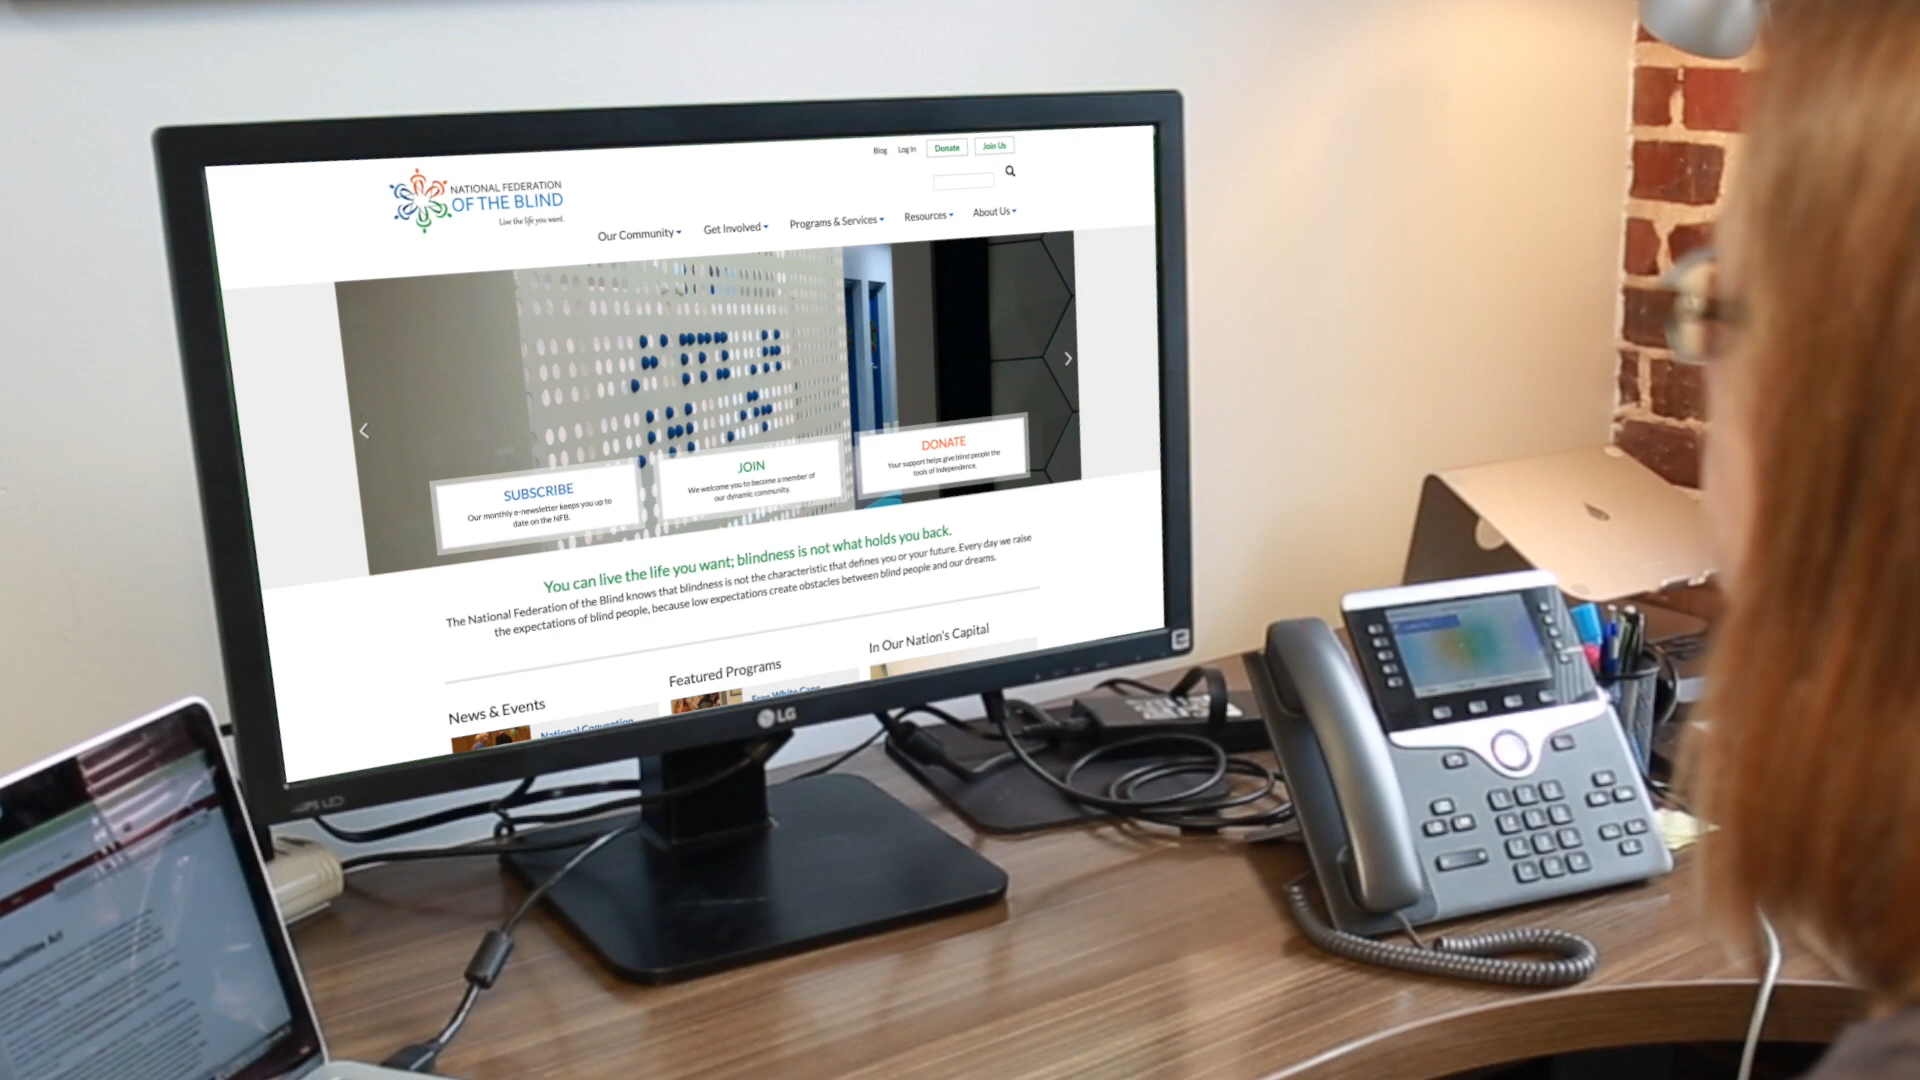 Blog Log In Donate Join Us
NATIONAL FEDERATION
OF THE BLIND
Live the life you want.
Our Community Get Involved Programs & Services Resources About Us
SUBSCRIBE
Our monthly e-newsletter keeps you up to
date on the NFB.
JOIN
We welcome you to become a member of
our dynamic community.
DONATE
Your support helps give blind people the
tools of independence.
You can live the life you want; blindness is not what holds you back.
The National Federation of the Blind knows that blindness is not the characteristic that defines you or your future. Every day we raise
the expectations of blind people, because low expectations create obstacles between blind people and our dreams.
News & Events
National Convention
Featured Programs
Free White Cane
In Our Nation's Capital
LG